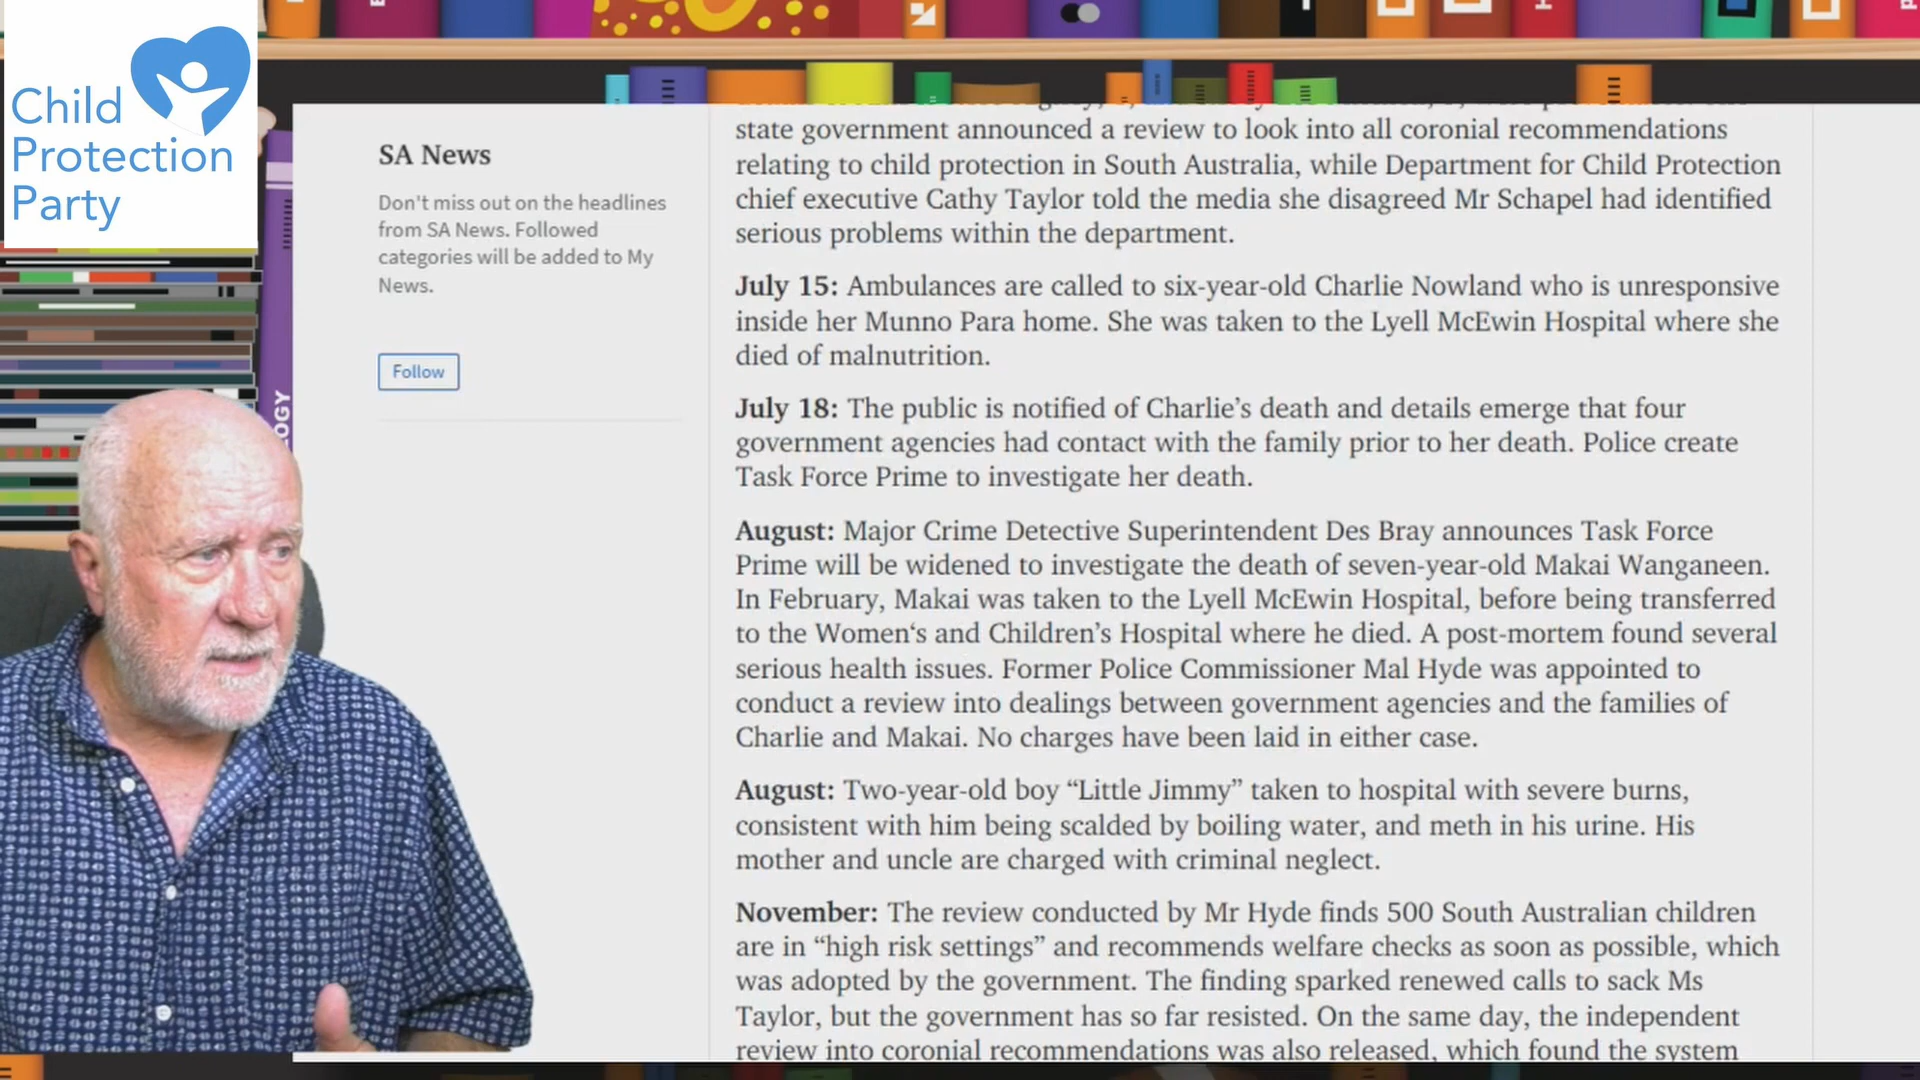 Child
Protection
Party
OGY
SA News
Don't miss out on the headlines
from SA News. Followed
categories will be added to My
News.
Follow
state government announced a review to look into all coronial recommendations
relating to child protection in South Australia, while Department for Child Protection
chief executive Cathy Taylor told the media she disagreed Mr Schapel had identified
serious problems within the department.
July 15: Ambulances are called to six-year-old Charlie Nowland who is unresponsive
inside her Munno Para home. She was taken to the Lyell McEwin Hospital where she
died of malnutrition.
July 18: The public is notified of Charlie’s death and details emerge that four
government agencies had contact with the family prior to her death. Police create
Task Force Prime to investigate her death.
August: Major Crime Detective Superintendent Des Bray announces Task Force
Prime will be widened to investigate the death of seven-year-old Makai Wanganeen.
In February, Makai was taken to the Lyell McEwin Hospital, before being transferred
to the Women‘s and Children’s Hospital where he died. A post-mortem found several
serious health issues. Former Police Commissioner Mal Hyde was appointed to
conduct a review into dealings between government agencies and the families of
Charlie and Makai. No charges have been laid in either case.
August: Two-year-old boy “Little Jimmy” taken to hospital with severe burns,
consistent with him being scalded by boiling water, and meth in his urine. His
mother and uncle are charged with criminal neglect.
November: The review conducted by Mr Hyde finds 500 South Australian children
are in “high risk settings” and recommends welfare checks as soon as possible, which
was adopted by the government. The finding sparked renewed calls to sack Ms
Taylor, but the government has so far resisted. On the same day, the independent
review into coronial recommendations was also released, which found the system